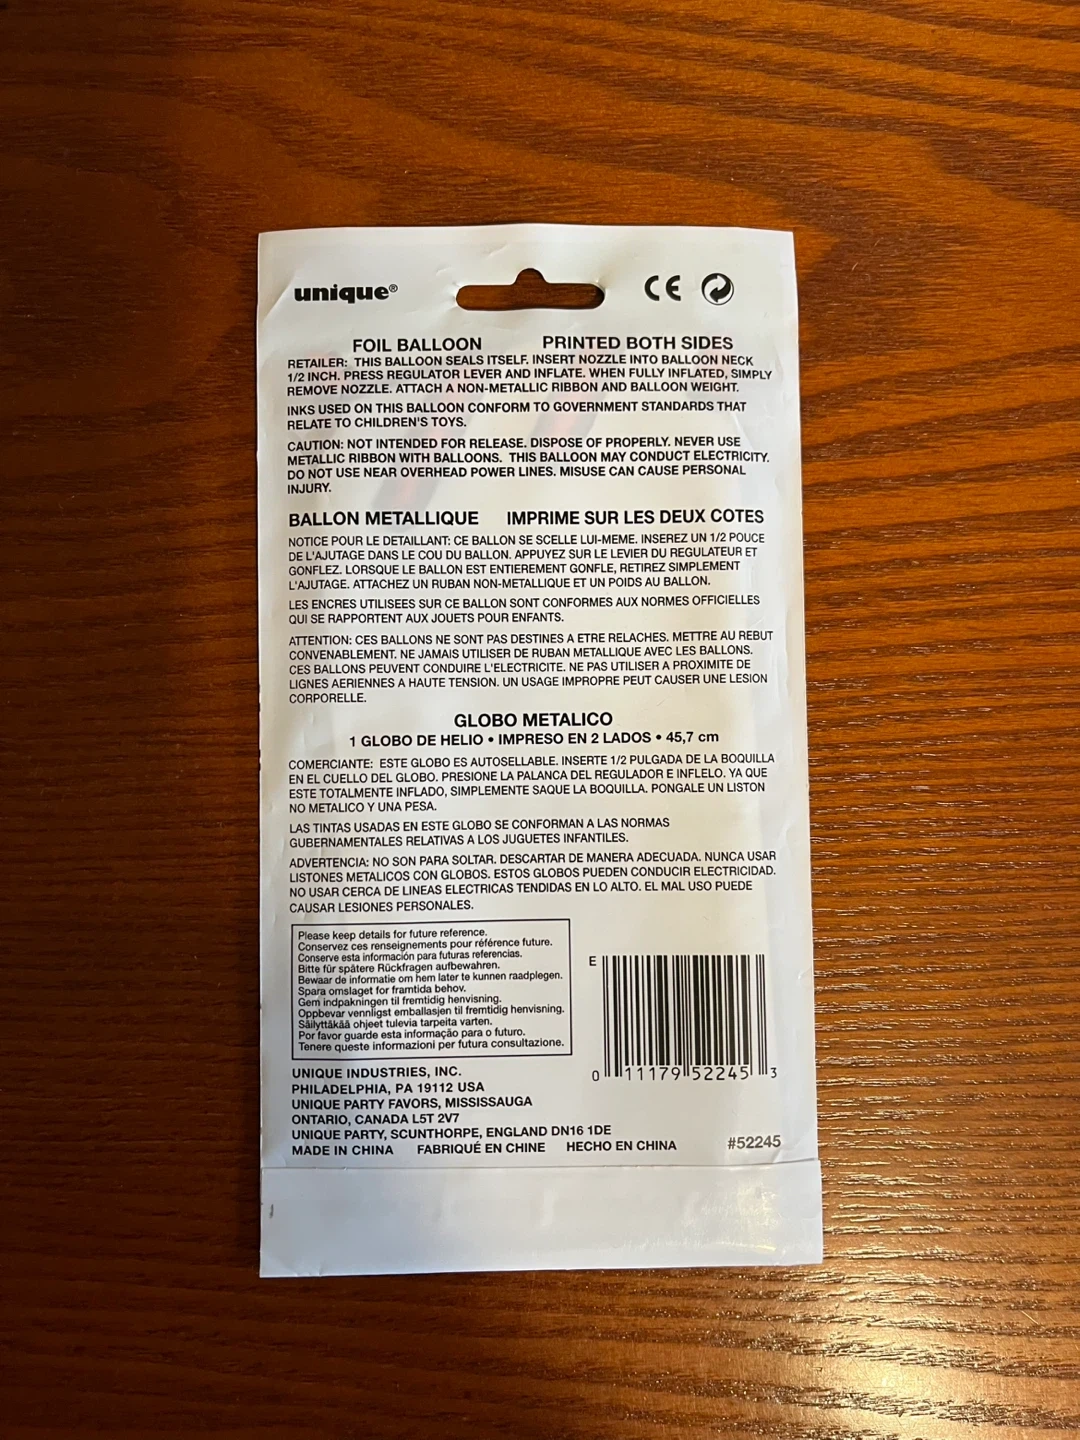 unique®
CE
FOIL BALLOON PRINTED BOTH SIDES
RETAILER: THIS BALLOON SEALS ITSELF. INSERT NOZZLE INTO BALLOON NECK
1/2 INCH. PRESS REGULATOR LEVER AND INFLATE. WHEN FULLY INFLATED, SIMPLY
REMOVE NOZZLE. ATTACH A NON-METALLIC RIBBON AND BALLOON WEIGHT.
INKS USED ON THIS BALLOON CONFORM TO GOVERNMENT STANDARDS THAT
RELATE TO CHILDREN'S TOYS.
CAUTION: NOT INTENDED FOR RELEASE. DISPOSE OF PROPERLY. NEVER USE
METALLIC RIBBON WITH BALLOONS. THIS BALLOON MAY CONDUCT ELECTRICITY.
DO NOT USE NEAR OVERHEAD POWER LINES. MISUSE CAN CAUSE PERSONAL
INJURY.
BALLON METALLIQUE IMPRIME SUR LES DEUX COTES
NOTICE POUR LE DETAILLANT: CE BALLON SE SCELLE LUI-MEME. INSEREZ UN 1/2 POUCE
DE L'AJUTAGE DANS LE COU DU BALLON. APPUYEZ SUR LE LEVIER DU REGULATEUR ET
GONFLEZ. LORSQUE LE BALLON EST ENTIEREMENT GONFLE, RETIREZ SIMPLEMENT
L'AJUTAGE. ATTACHEZ UN RUBAN NON-METALLIQUE ET UN POIDS AU BALLON.
LES ENCRES UTILISEES SUR CE BALLON SONT CONFORMES AUX NORMES OFFICIELLES
QUI SE RAPPORTENT AUX JOUETS POUR ENFANTS.
ATTENTION: CES BALLONS NE SONT PAS DESTINES A ETRE RELACHES. METTRE AU REBUT
CONVENABLEMENT. NE JAMAIS UTILISER DE RUBAN METALLIQUE AVEC LES BALLONS.
CES BALLONS PEUVENT CONDUIRE L'ELECTRICITE. NE PAS UTILISER A PROXIMITE DE
LIGNES AERIENNES A HAUTE TENSION. UN USAGE IMPROPRE PEUT CAUSER UNE LESION
CORPORELLE.
GLOBO METALICO
1 GLOBO DE HELIO • IMPRESO EN 2 LADOS • 45,7 cm
COMERCIANTE: ESTE GLOBO ES AUTOSELLABLE. INSERTE 1/2 PULGADA DE LA BOQUILLA
EN EL CUELLO DEL GLOBO. PRESIONE LA PALANCA DEL REGULADOR E INFLELO. YA QUE
ESTE TOTALMENTE INFLADO, SIMPLEMENTE SAQUE LA BOQUILLA. PONGALE UN LISTON
NO METALICO Y UNA PESA.
LAS TINTAS USADAS EN ESTE GLOBO SE CONFORMAN A LAS NORMAS
GUBERNAMENTALES RELATIVAS A LOS JUGUETES INFANTILES.
ADVERTENCIA: NO SON PARA SOLTAR. DESCARTAR DE MANERA ADECUADA. NUNCA USAR
LISTONES METALICOS CON GLOBOS. ESTOS GLOBOS PUEDEN CONDUCIR ELECTRICIDAD.
NO USAR CERCA DE LINEAS ELECTRICAS TENDIDAS EN LO ALTO. EL MAL USO PUEDE
CAUSAR LESIONES PERSONALES.
Please keep details for future reference.
Conservez ces renseignements pour référence future.
Conserve esta información para futuras referencias.
Bitte für spätere Rückfragen aufbewahren.
Bewaar de informatie om hem later te kunnen raadplegen.
Spara omslaget for framtida behov.
Gem indpakningen til fremtidig henvisning.
Oppbevar vennligst emballasjen til fremtidig henvisning.
Säilyttäkää ohjeet tulevia tarpeita varten.
Por favor guarde esta informação para o futuro.
Tenere queste informazioni per futura consultazione.
E
0 11179 52245 3
UNIQUE INDUSTRIES, INC.
PHILADELPHIA, PA 19112 USA
UNIQUE PARTY FAVORS, MISSISSAUGA
ONTARIO, CANADA L5T 2V7
UNIQUE PARTY, SCUNTHORPE, ENGLAND DN16 1DE
MADE IN CHINA FABRIQUÉ EN CHINE HECHO EN CHINA
#52245